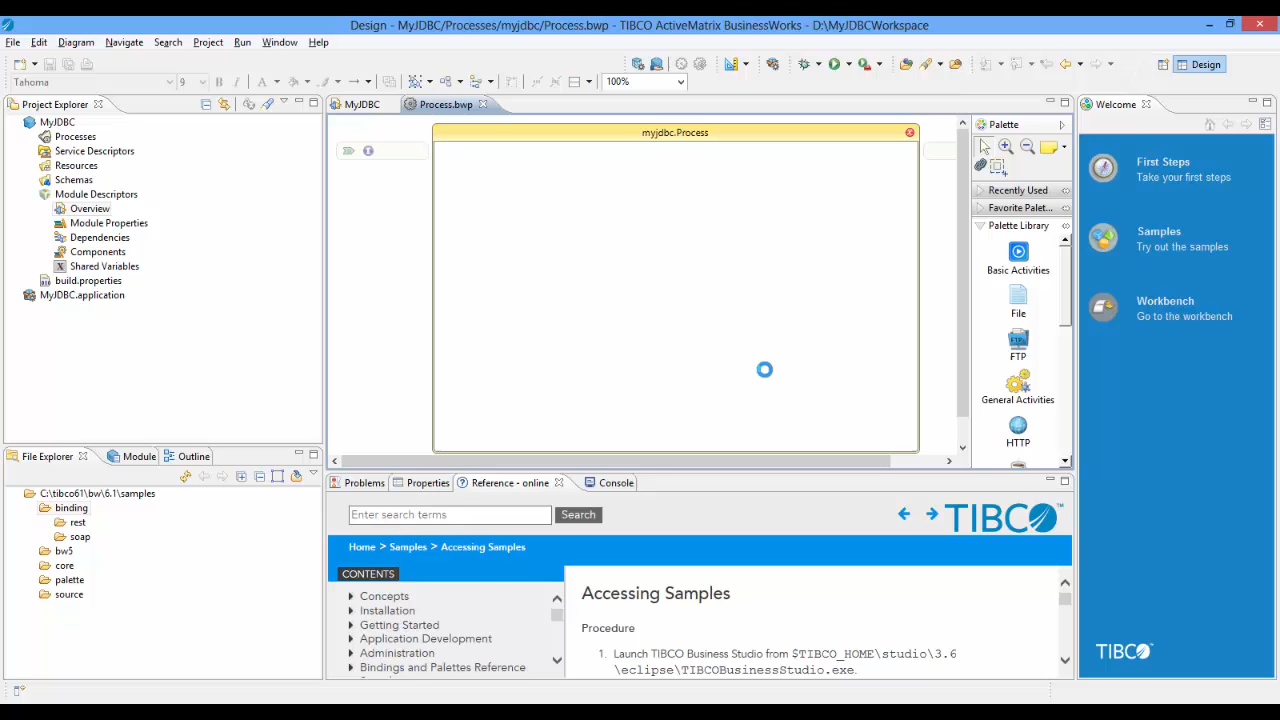 Design - MyJDBC/Processes/myjdbc/Process.bwp - TIBCO ActiveMatrix BusinessWorks - D:\MyJDBCWorkspace
File Edit Diagram Navigate Search Project Run Window Help
Design
Tahoma 9 B I A 100%
Project Explorer
MyJDBC
Processes
Service Descriptors
Resources
Schemas
Module Descriptors
Overview
Module Properties
Dependencies
Components
X Shared Variables
build.properties
MyJDBC.application
MyJDBC
Process.bwp
myjdbc.Process
Palette
Recently Used
Favorite Palet...
Palette Library
Basic Activities
File
FTP
General Activities
HTTP
Welcome
First Steps
Take your first steps
Samples
Try out the samples
Workbench
Go to the workbench
TIBCO
File Explorer
Module
Outline
C:\tibco61\bw\6.1\samples
binding
rest
soap
bw5
core
palette
source
Problems
Properties
Reference - online
Console
Enter search terms
Search
TIBCO™
Home > Samples > Accessing Samples
CONTENTS
Concepts
Installation
Getting Started
Application Development
Administration
Bindings and Palettes Reference
Accessing Samples
Procedure
1. Launch TIBCO Business Studio from $TIBCO_HOME\studio\3.6
\eclipse\TIBCOBusinessStudio.exe.